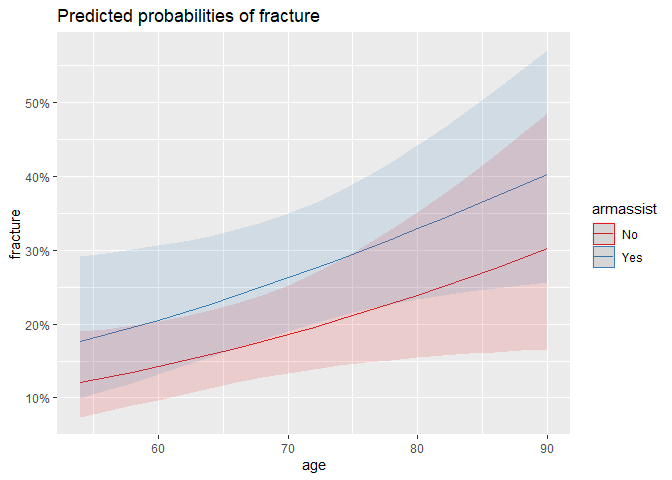 Predicted probabilities of fracture
50%
40%
30%
20%
10%
fracture
60 70 80 90
age
armassist
No
Yes